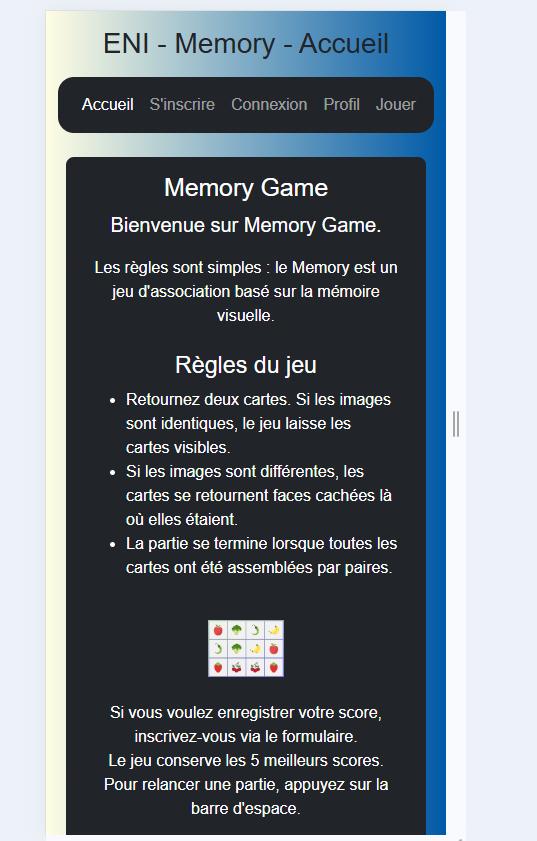 ENI - Memory - Accueil
Accueil S'inscrire Connexion Profil Jouer
Memory Game
Bienvenue sur Memory Game.
Les règles sont simples : le Memory est un
jeu d'association basé sur la mémoire
visuelle.
Règles du jeu
• Retournez deux cartes. Si les images
sont identiques, le jeu laisse les
cartes visibles.
• Si les images sont différentes, les
cartes se retournent faces cachées là
où elles étaient.
• La partie se termine lorsque toutes les
cartes ont été assemblées par paires.
Si vous voulez enregistrer votre score,
inscrivez-vous via le formulaire.
Le jeu conserve les 5 meilleurs scores.
Pour relancer une partie, appuyez sur la
barre d'espace.